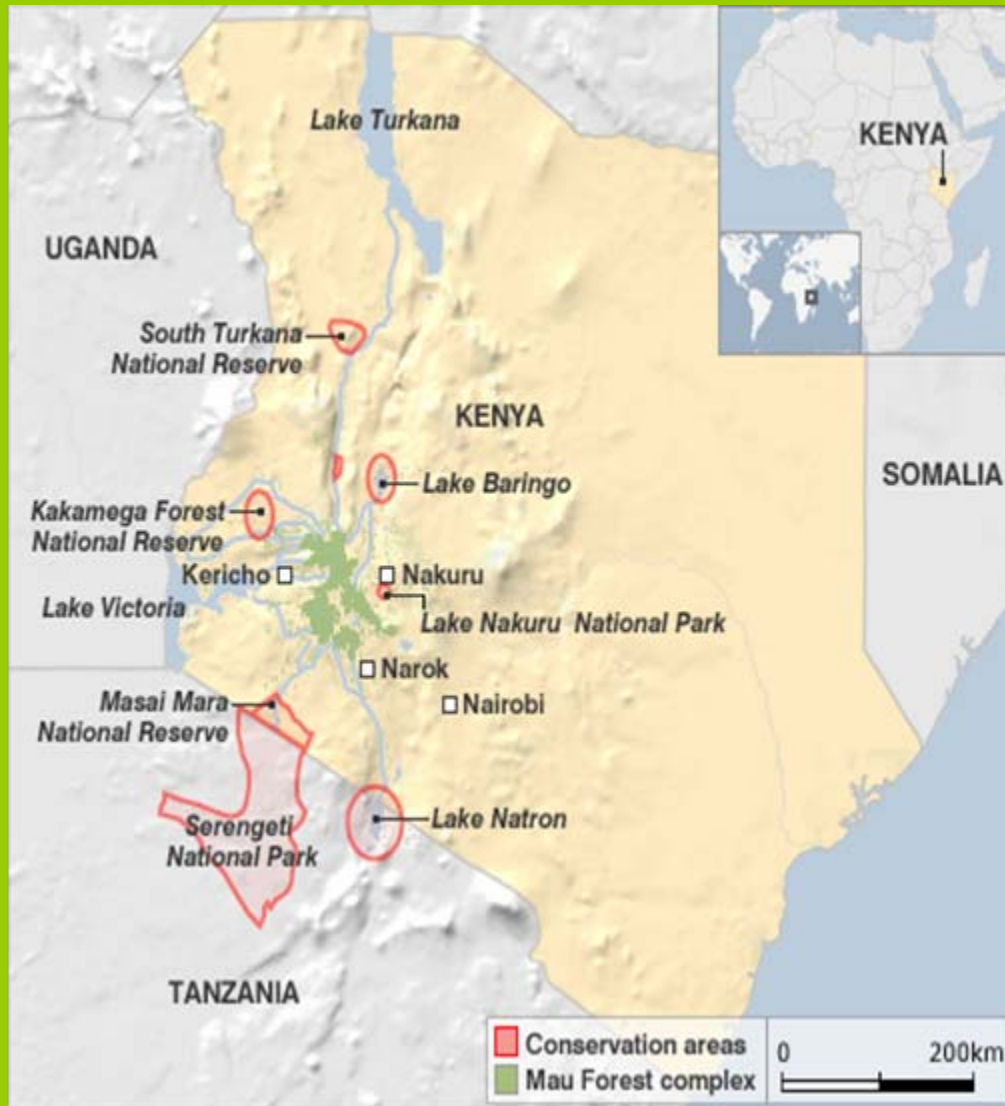 Lake Turkana
KENYA
UGANDA
South Turkana
National Reserve
KENYA
Lake Baringo
SOMALIA
Kakamega Forest
National Reserve
Kericho
Nakuru
Lake Victoria
Lake Nakuru National Park
Narok
Masai Mara
National Reserve
Nairobi
Serengeti
National Park
Lake Natron
TANZANIA
Conservation areas
Mau Forest complex
0 200km